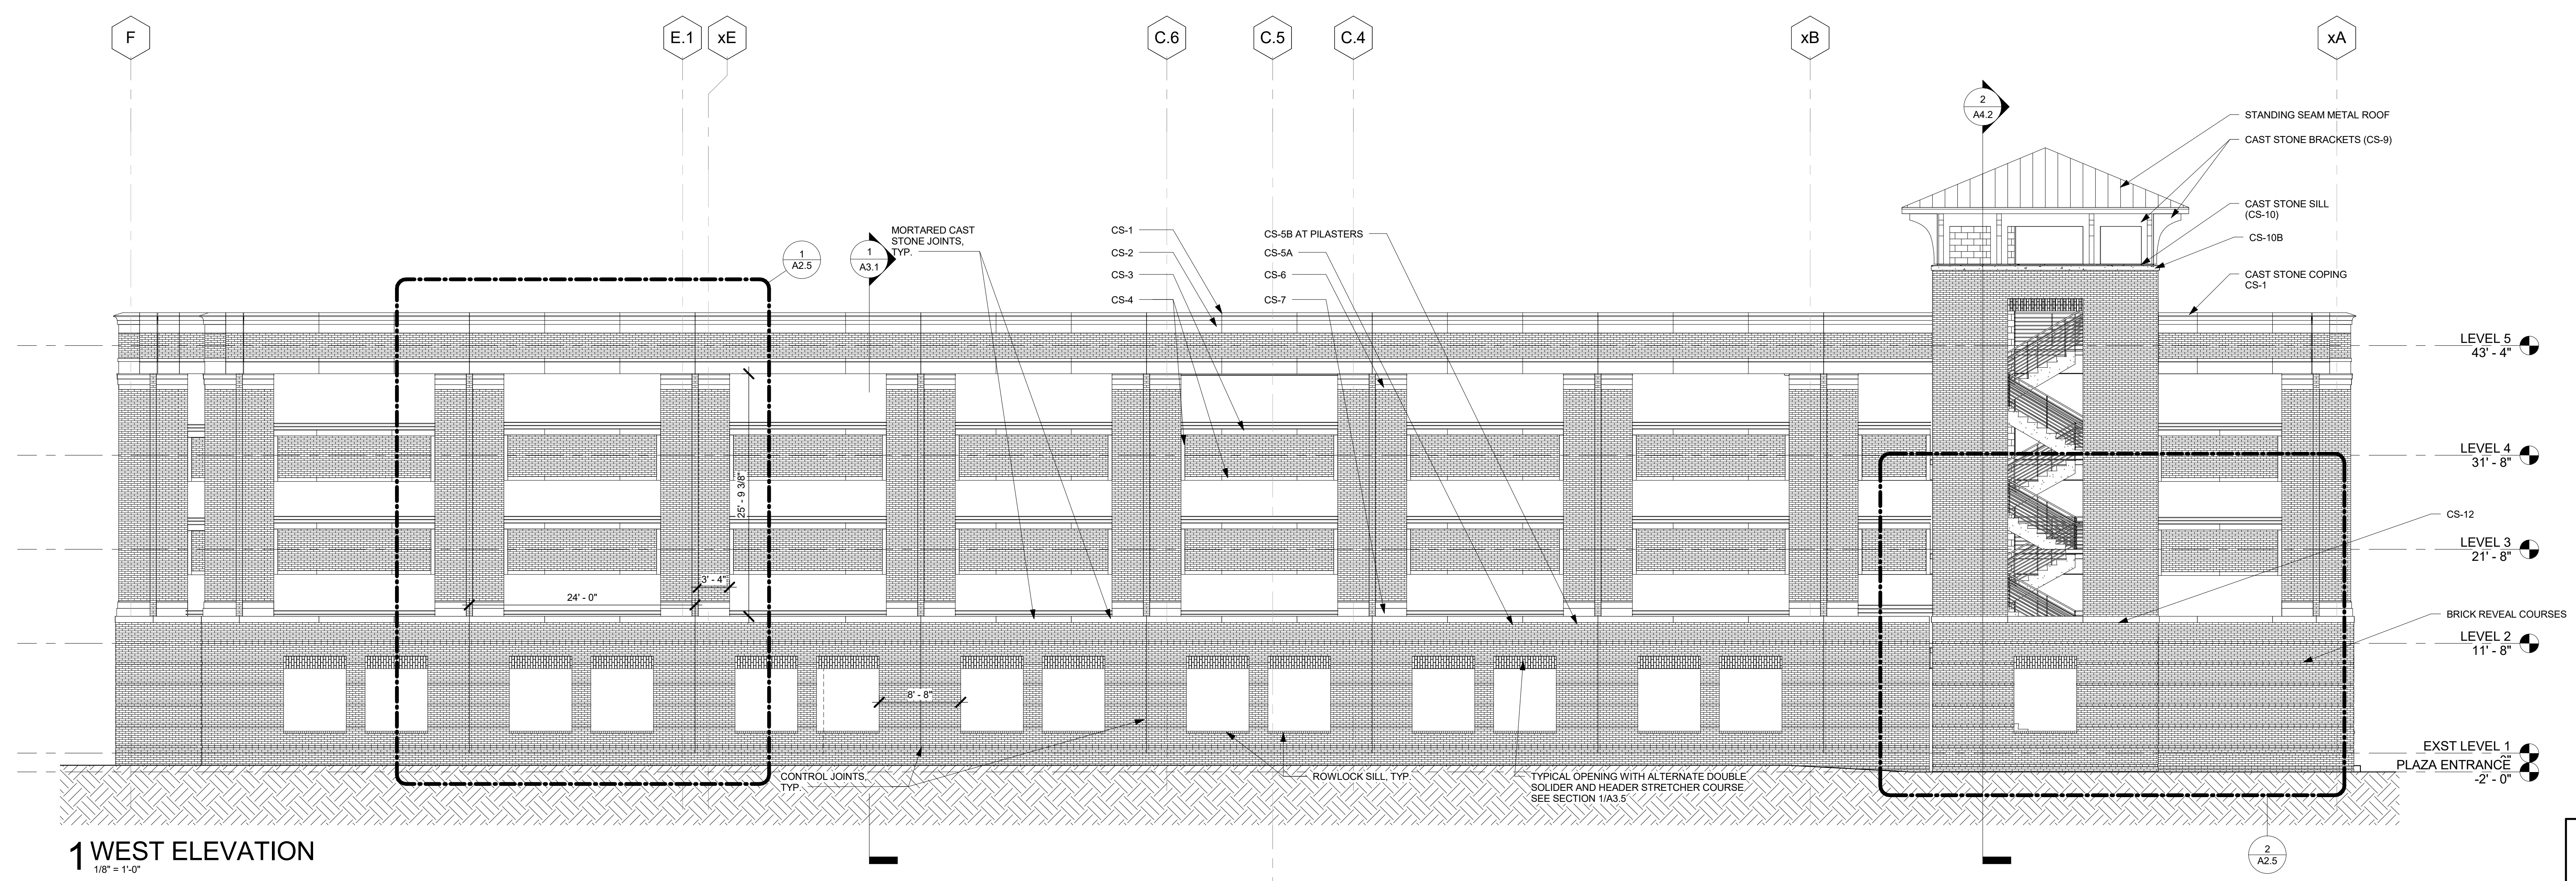 F
E.1
xE
C.6
C.5
C.4
xB
xA
2
A4.2
STANDING SEAM METAL ROOF
CAST STONE BRACKETS (CS-9)
CAST STONE SILL
(CS-10)
CS-10B
CAST STONE COPING
CS-1
1
A2.5
1
A3.1
MORTARED CAST
STONE JOINTS,
TYP.
CS-1
CS-2
CS-3
CS-4
CS-5B AT PILASTERS
CS-5A
CS-6
CS-7
LEVEL 5
43' - 4"
LEVEL 4
31' - 8"
25' - 9 3/8"
CS-12
LEVEL 3
21' - 8"
3' - 4"
24' - 0"
BRICK REVEAL COURSES
LEVEL 2
11' - 8"
8' - 8"
EXST LEVEL 1
PLAZA ENTRANCE
-2' - 0"
CONTROL JOINTS,
TYP.
ROWLOCK SILL, TYP.
TYPICAL OPENING WITH ALTERNATE DOUBLE
SOLIDER AND HEADER STRETCHER COURSE
SEE SECTION 1/A3.5
2
A2.5
1 WEST ELEVATION
1/8" = 1'-0"